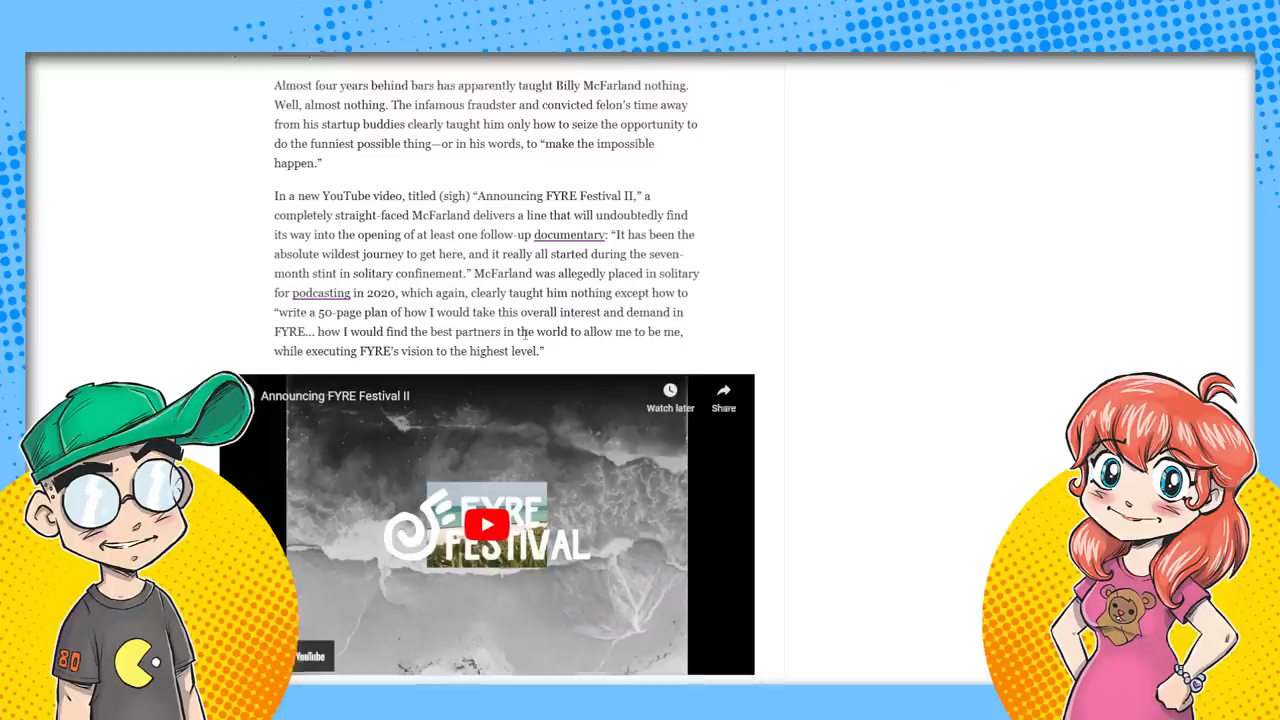 Almost four years behind bars has apparently taught Billy McFarland nothing.
Well, almost nothing. The infamous fraudster and convicted felon's time away
from his startup buddies clearly taught him only how to seize the opportunity to
do the funniest possible thing—or in his words, to “make the impossible
happen.”
In a new YouTube video, titled (sigh) “Announcing FYRE Festival II,” a
completely straight-faced McFarland delivers a line that will undoubtedly find
its way into the opening of at least one follow-up documentary: “It has been the
absolute wildest journey to get here, and it really all started during the seven-
month stint in solitary confinement.” McFarland was allegedly placed in solitary
for podcasting in 2020, which again, clearly taught him nothing except how to
“write a 50-page plan of how I would take this overall interest and demand in
FYRE... how I would find the best partners in the world to allow me to be me,
while executing FYRE's vision to the highest level.”
Announcing FYRE Festival II
Watch later
Share
FYRE
FESTIVAL
YouTube
80